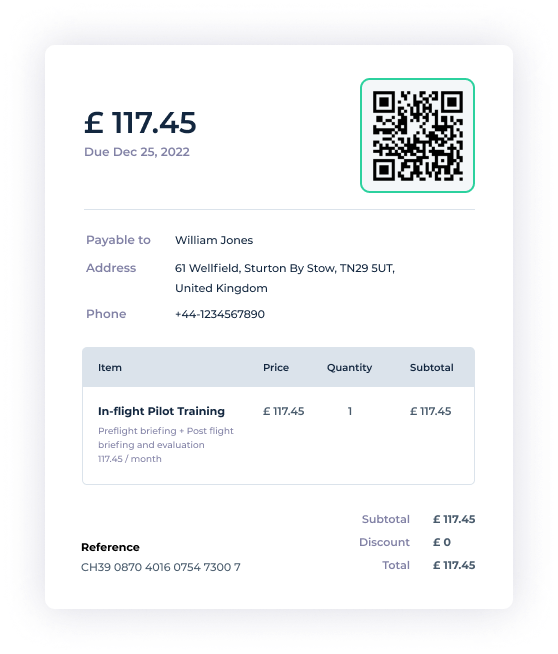 £ 117.45
Due Dec 25, 2022
Payable to William Jones
Address 61 Wellfield, Sturton By Stow, TN29 5UT,
United Kingdom
Phone +44-1234567890
Item Price Quantity Subtotal
In-flight Pilot Training £ 117.45 1 £ 117.45
Preflight briefing + Post flight
briefing and evaluation
117.45 / month
Subtotal £ 117.45
Discount £ 0
Total £ 117.45
Reference
CH39 0870 4016 0754 7300 7